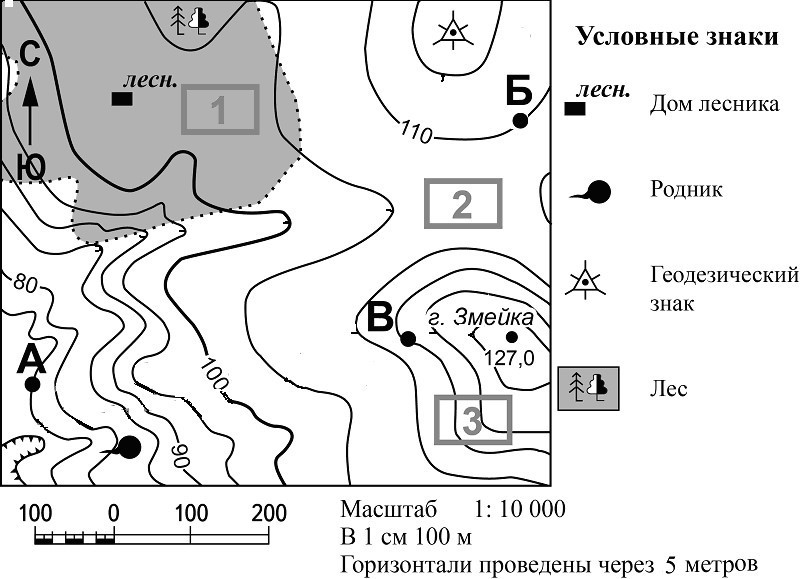 С
лесн.
1
Ю
110
Б
2
80
В
г. Змейка
127,0
А
100
3
90
Условные знаки
лесн.
Дом лесника
Родник
Геодезический
знак
Лес
100 0 100 200
Масштаб 1: 10 000
В 1 см 100 м
Горизонтали проведены через 5 метров